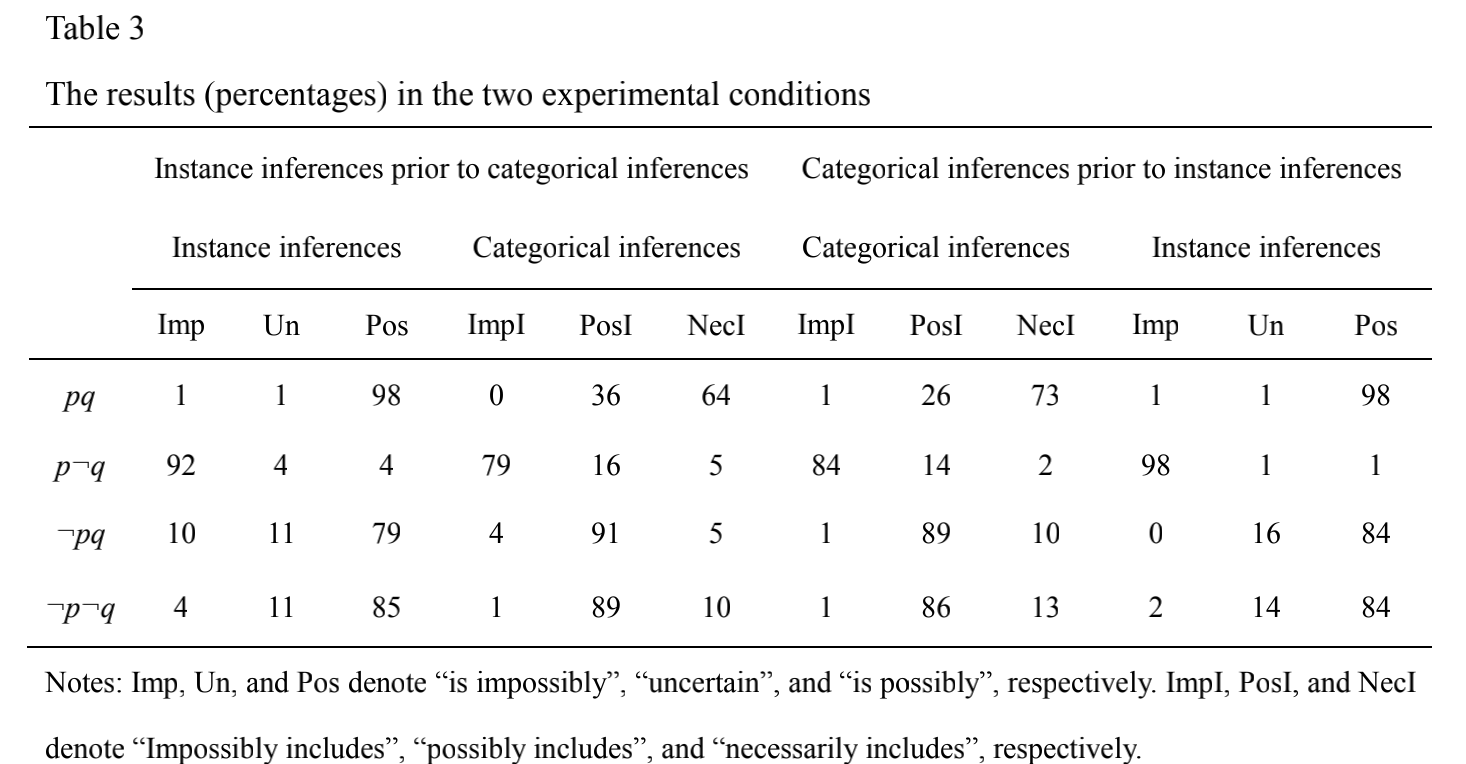 Table 3
The results (percentages) in the two experimental conditions
Instance inferences prior to categorical inferences Categorical inferences prior to instance inferences
Instance inferences Categorical inferences Categorical inferences Instance inferences
Imp Un Pos ImpI PosI NecI ImpI PosI NecI Imp Un Pos
pq 1 1 98 0 36 64 1 26 73 1 1 98
p¬q 92 4 4 79 16 5 84 14 2 98 1 1
¬pq 10 11 79 4 91 5 1 89 10 0 16 84
¬p¬q 4 11 85 1 89 10 1 86 13 2 14 84
Notes: Imp, Un, and Pos denote “is impossibly”, “uncertain”, and “is possibly”, respectively. ImpI, PosI, and NecI
denote “Impossibly includes”, “possibly includes”, and “necessarily includes”, respectively.